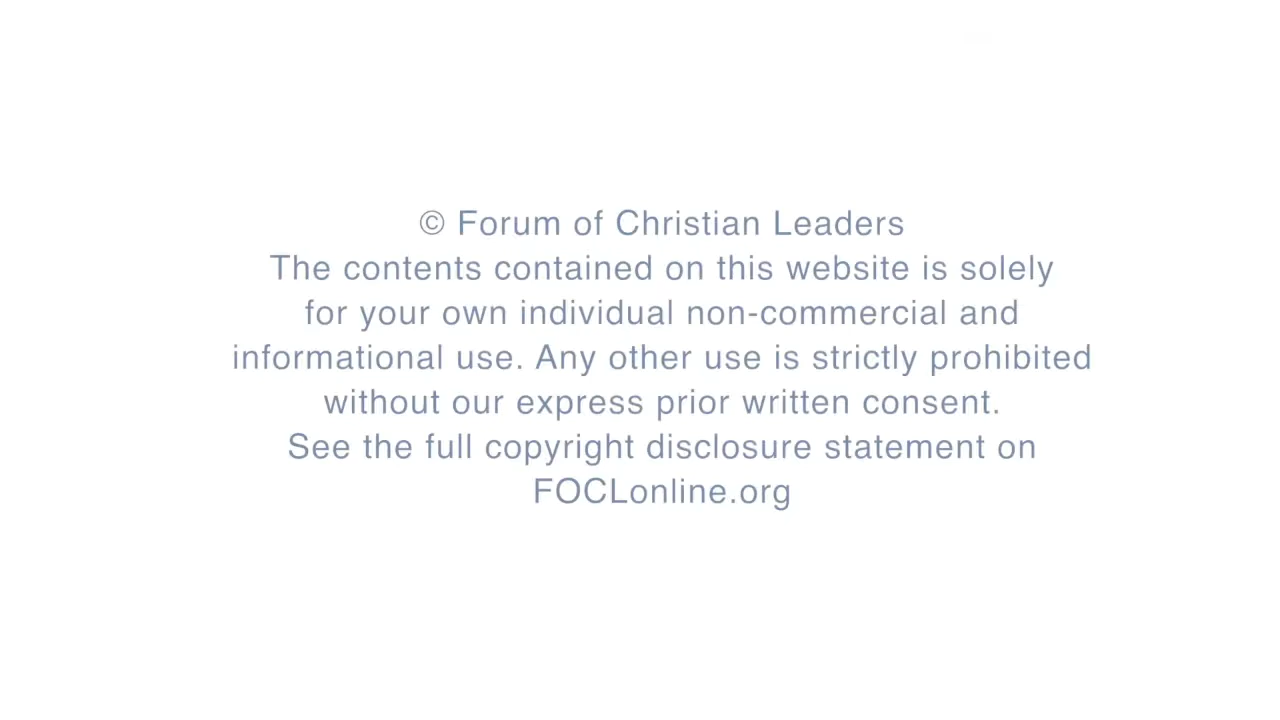 © Forum of Christian Leaders
The contents contained on this website is solely
for your own individual non-commercial and
informational use. Any other use is strictly prohibited
without our express prior written consent.
See the full copyright disclosure statement on
FOCLonline.org